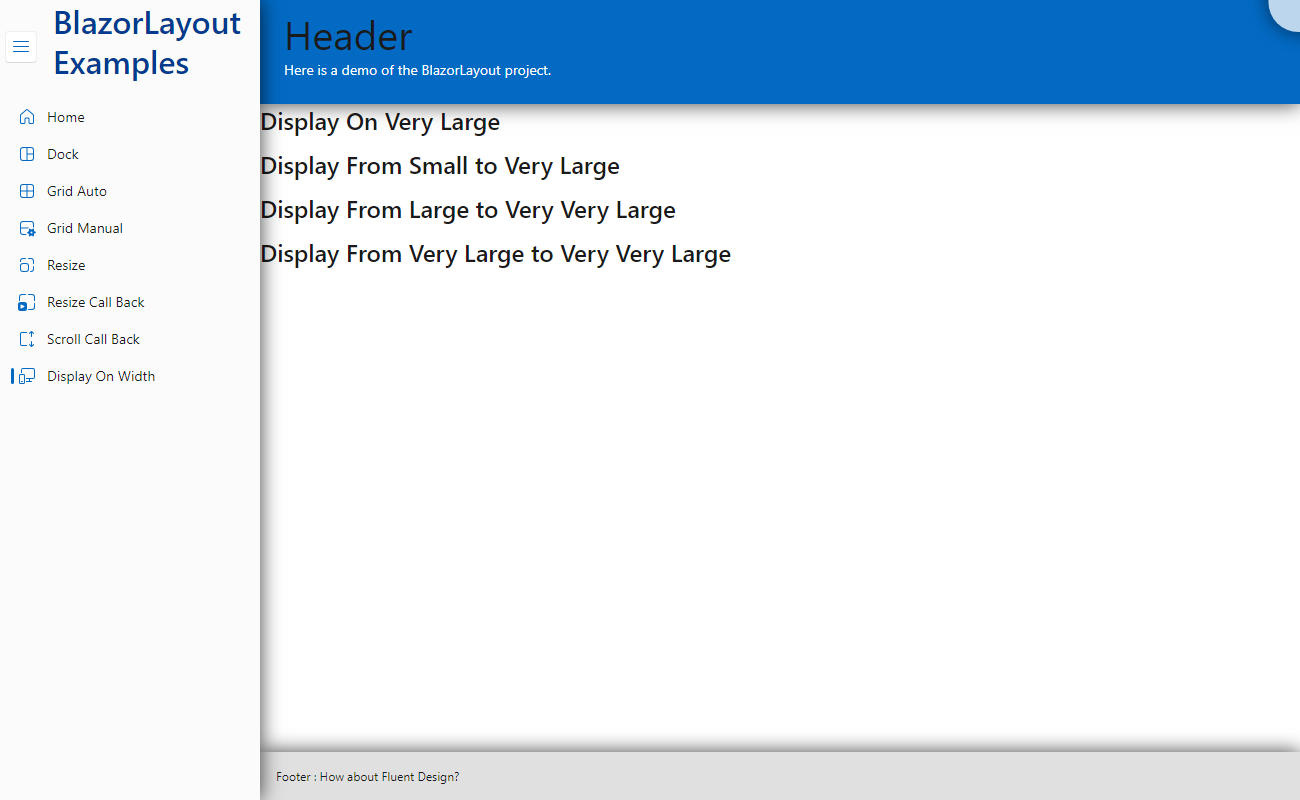 BlazorLayout
Examples
Home
Dock
Grid Auto
Grid Manual
Resize
Resize Call Back
Scroll Call Back
Display On Width
Header
Here is a demo of the BlazorLayout project.
Display On Very Large
Display From Small to Very Large
Display From Large to Very Very Large
Display From Very Large to Very Very Large
Footer : How about Fluent Design?